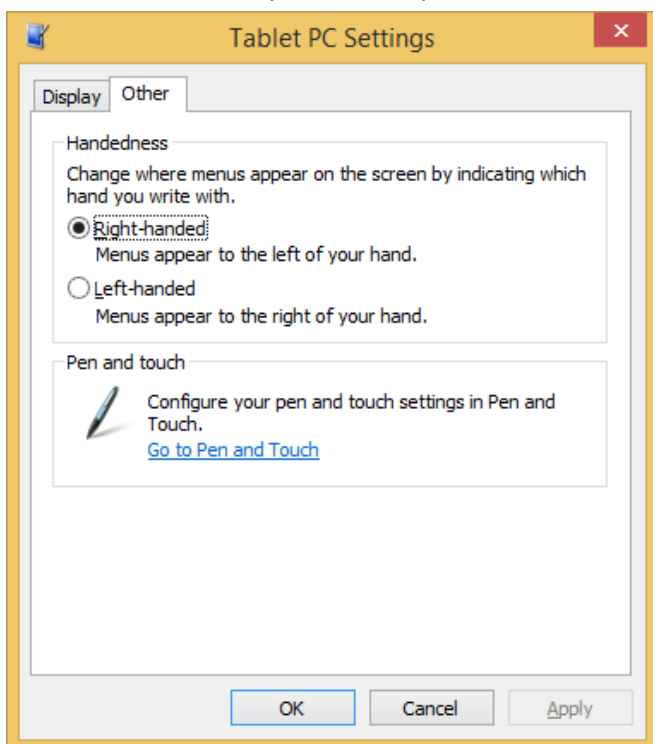 Tablet PC Settings
Display Other
Handedness
Change where menus appear on the screen by indicating which
hand you write with.
Right-handed
Menus appear to the left of your hand.
Left-handed
Menus appear to the right of your hand.
Pen and touch
Configure your pen and touch settings in Pen and
Touch.
Go to Pen and Touch
OK Cancel Apply